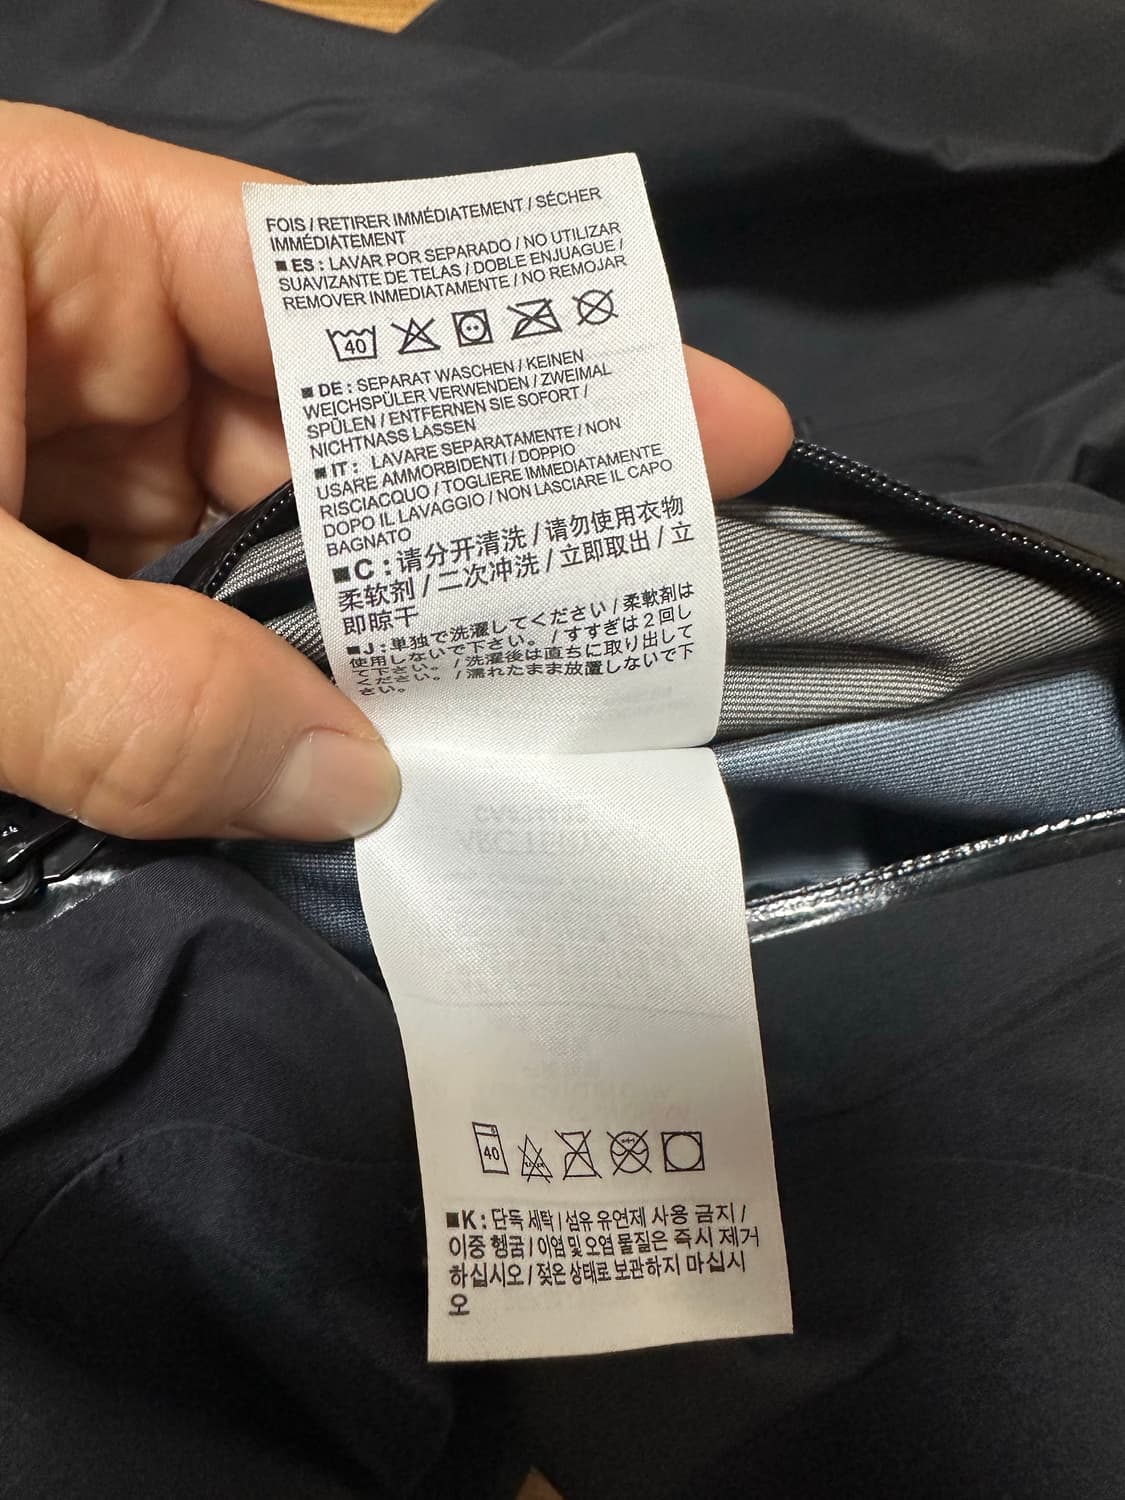 FOIS / RETIRER IMMÉDIATEMENT / SÉCHER
IMMÉDIATEMENT
■ ES : LAVAR POR SEPARADO / NO UTILIZAR
SUAVIZANTE DE TELAS / DOBLE ENJUAGUE /
REMOVER INMEDIATAMENTE / NO REMOJAR
40
■ DE : SEPARAT WASCHEN / KEINEN
WEICHSPÜLER VERWENDEN / ZWEIMAL
SPÜLEN / ENTFERNEN SIE SOFORT /
NICHTNASS LASSEN
■ IT : LAVARE SEPARATAMENTE / NON
USARE AMMORBIDENTI / DOPPIO
RISCIACQUO / TOGLIERE IMMEDIATAMENTE
DOPO IL LAVAGGIO / NON LASCIARE IL CAPO
BAGNATO
■C : 请分开清洗 / 请勿使用衣物
柔软剂 / 二次冲洗 / 立即取出 / 立
即晾干
■J : 単独で洗濯してください / 柔軟剤は
使用しないで下さい。 / すすぎは２回し
て下さい。 / 洗濯後は直ちに取り出して
ください。 / 濡れたまま放置しないで下
さい。
40
■K : 단독 세탁 / 섬유 유연제 사용 금지 /
이중 헹굼 / 이염 및 오염 물질은 즉시 제거
하십시오 / 젖은 상태로 보관하지 마십시
오